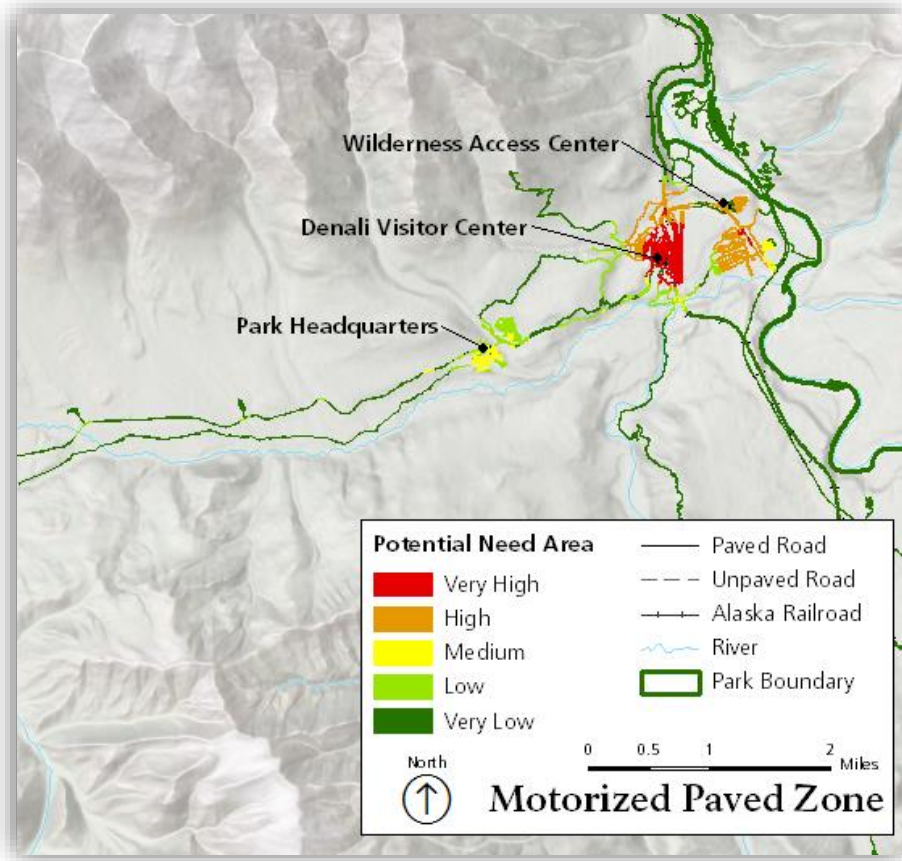 Wilderness Access Center
Denali Visitor Center
Park Headquarters
Potential Need Area
Very High
High
Medium
Low
Very Low
Paved Road
Unpaved Road
Alaska Railroad
River
Park Boundary
North
0 0.5 1 2
Miles
Motorized Paved Zone